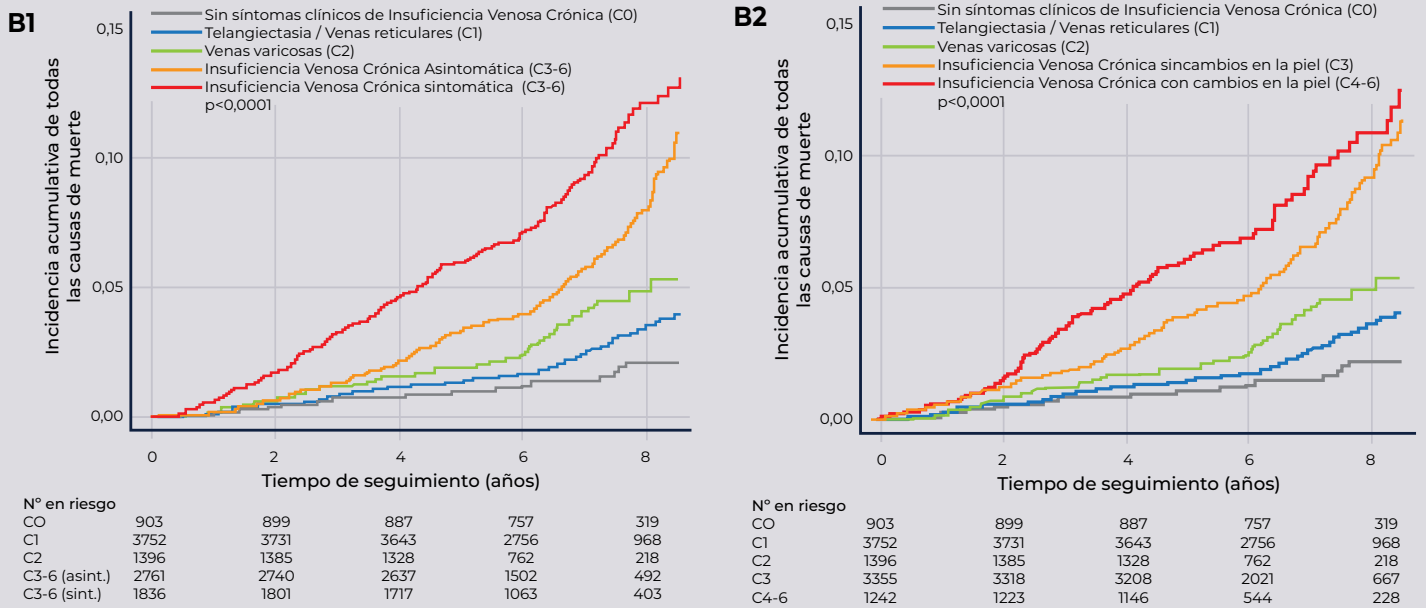 B1
Sin síntomas clínicos de Insuficiencia Venosa Crónica (C0)
Telangiectasia / Venas reticulares (C1)
Venas varicosas (C2)
Insuficiencia Venosa Crónica Asintomática (C3-6)
Insuficiencia Venosa Crónica sintomática (C3-6)
p<0,0001
Incidencia acumulativa de todas
las causas de muerte
0,15
0,10
0,05
0,00
0 2 4 6 8
Tiempo de seguimiento (años)
Nº en riesgo
CO 903 899 887 757 319
C1 3752 3731 3643 2756 968
C2 1396 1385 1328 762 218
C3-6 (asint.) 2761 2740 2637 1502 492
C3-6 (sint.) 1836 1801 1717 1063 403
B2
Sin síntomas clínicos de Insuficiencia Venosa Crónica (C0)
Telangiectasia / Venas reticulares (C1)
Venas varicosas (C2)
Insuficiencia Venosa Crónica sincambios en la piel (C3)
Insuficiencia Venosa Crónica con cambios en la piel (C4-6)
p<0,0001
Incidencia acumulativa de todas
las causas de muerte
0,15
0,10
0,05
0,00
0 2 4 6 8
Tiempo de seguimiento (años)
Nº en riesgo
CO 903 899 887 757 319
C1 3752 3731 3643 2756 968
C2 1396 1385 1328 762 218
C3 3355 3318 3208 2021 667
C4-6 1242 1223 1146 544 228